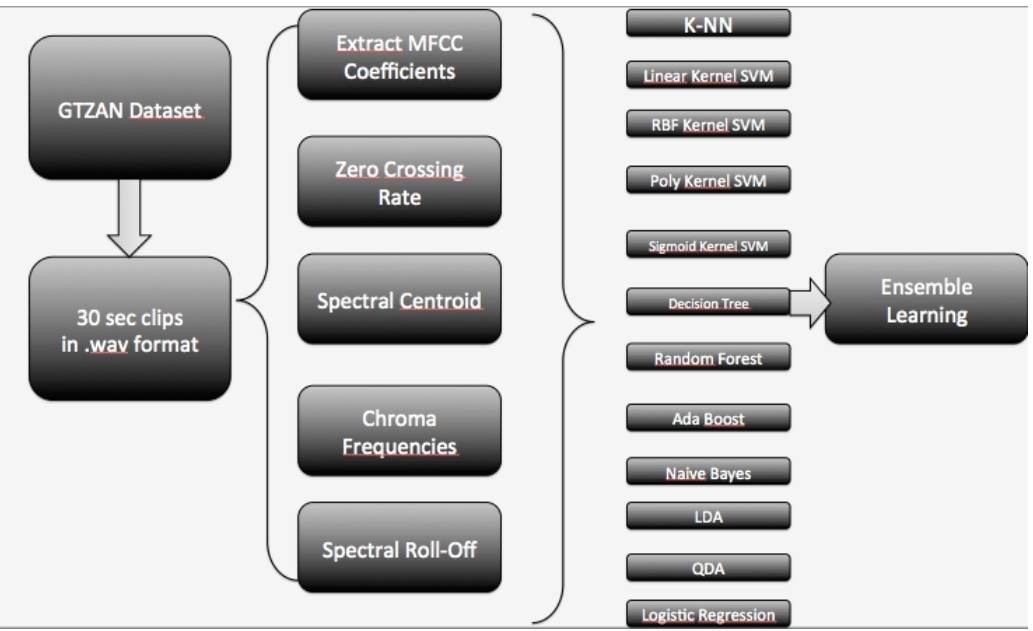 GTZAN Dataset
30 sec clips
in .wav format
Extract MFCC
Coefficients
Zero Crossing
Rate
Spectral Centroid
Chroma
Frequencies
Spectral Roll-Off
K-NN
Linear Kernel SVM
RBF Kernel SVM
Poly Kernel SVM
Sigmoid Kernel SVM
Decision Tree
Random Forest
Ada Boost
Naive Bayes
LDA
QDA
Logistic Regression
Ensemble
Learning